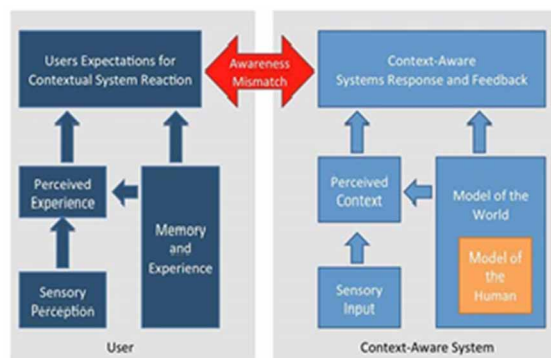 Users Expectations for
Contextual System Reaction
Awareness
Mismatch
Context-Aware
Systems Response and Feedback
Perceived
Experience
Memory
and
Experience
Sensory
Perception
User
Perceived
Context
Model of the
World
Model of
the
Human
Sensory
Input
Context-Aware System